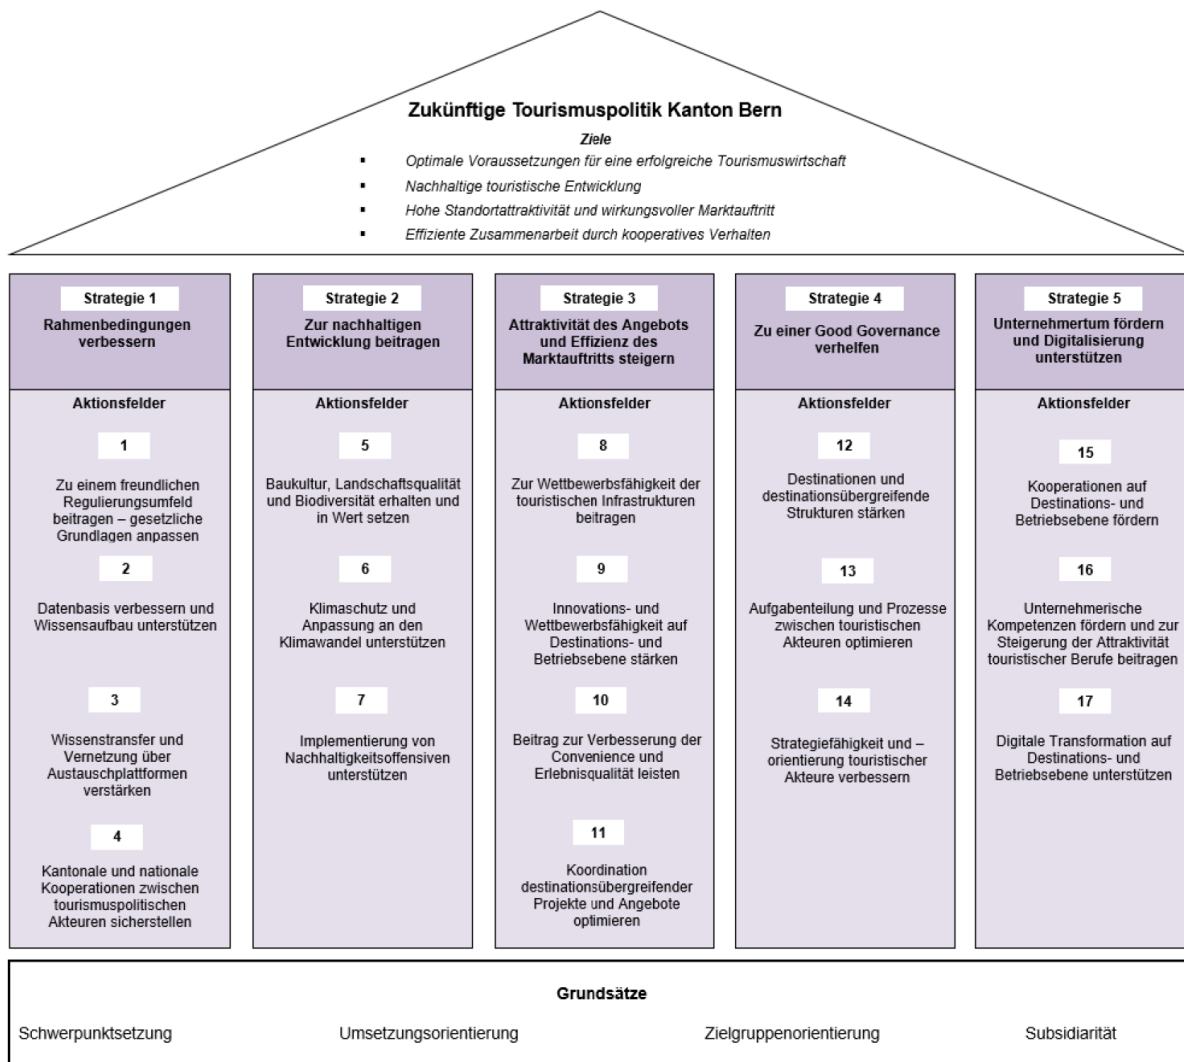 Zukünftige Tourismuspolitik Kanton Bern
Ziele
▪ Optimale Voraussetzungen für eine erfolgreiche Tourismuswirtschaft
▪ Nachhaltige touristische Entwicklung
▪ Hohe Standortattraktivität und wirkungsvoller Marktauftritt
▪ Effiziente Zusammenarbeit durch kooperatives Verhalten
Strategie 1
Rahmenbedingungen
verbessern
Aktionsfelder
1
Zu einem freundlichen
Regulierungsumfeld
beitragen – gesetzliche
Grundlagen anpassen
2
Datenbasis verbessern und
Wissensaufbau unterstützen
3
Wissenstransfer und
Vernetzung über
Austauschplattformen
verstärken
4
Kantonale und nationale
Kooperationen zwischen
tourismuspolitischen
Akteuren sicherstellen
Strategie 2
Zur nachhaltigen
Entwicklung beitragen
Aktionsfelder
5
Baukultur, Landschaftsqualität
und Biodiversität erhalten und
in Wert setzen
6
Klimaschutz und
Anpassung an den
Klimawandel unterstützen
7
Implementierung von
Nachhaltigkeitsoffensiven
unterstützen
Strategie 3
Attraktivität des Angebots
und Effizienz des
Marktauftritts steigern
Aktionsfelder
8
Zur Wettbewerbsfähigkeit der
touristischen Infrastrukturen
beitragen
9
Innovations- und
Wettbewerbsfähigkeit auf
Destinations- und
Betriebsebene stärken
10
Beitrag zur Verbesserung der
Convenience und
Erlebnisqualität leisten
11
Koordination
destinationsübergreifender
Projekte und Angebote
optimieren
Strategie 4
Zu einer Good Governance
verhelfen
Aktionsfelder
12
Destinationen und
destinationsübergreifende
Strukturen stärken
13
Aufgabenteilung und Prozesse
zwischen touristischen
Akteuren optimieren
14
Strategiefähigkeit und –
orientierung touristischer
Akteure verbessern
Strategie 5
Unternehmertum fördern
und Digitalisierung
unterstützen
Aktionsfelder
15
Kooperationen auf
Destinations- und
Betriebsebene fördern
16
Unternehmerische
Kompetenzen fördern und zur
Steigerung der Attraktivität
touristischer Berufe beitragen
17
Digitale Transformation auf
Destinations- und
Betriebsebene unterstützen
Grundsätze
Schwerpunktsetzung Umsetzungsorientierung Zielgruppenorientierung Subsidiarität